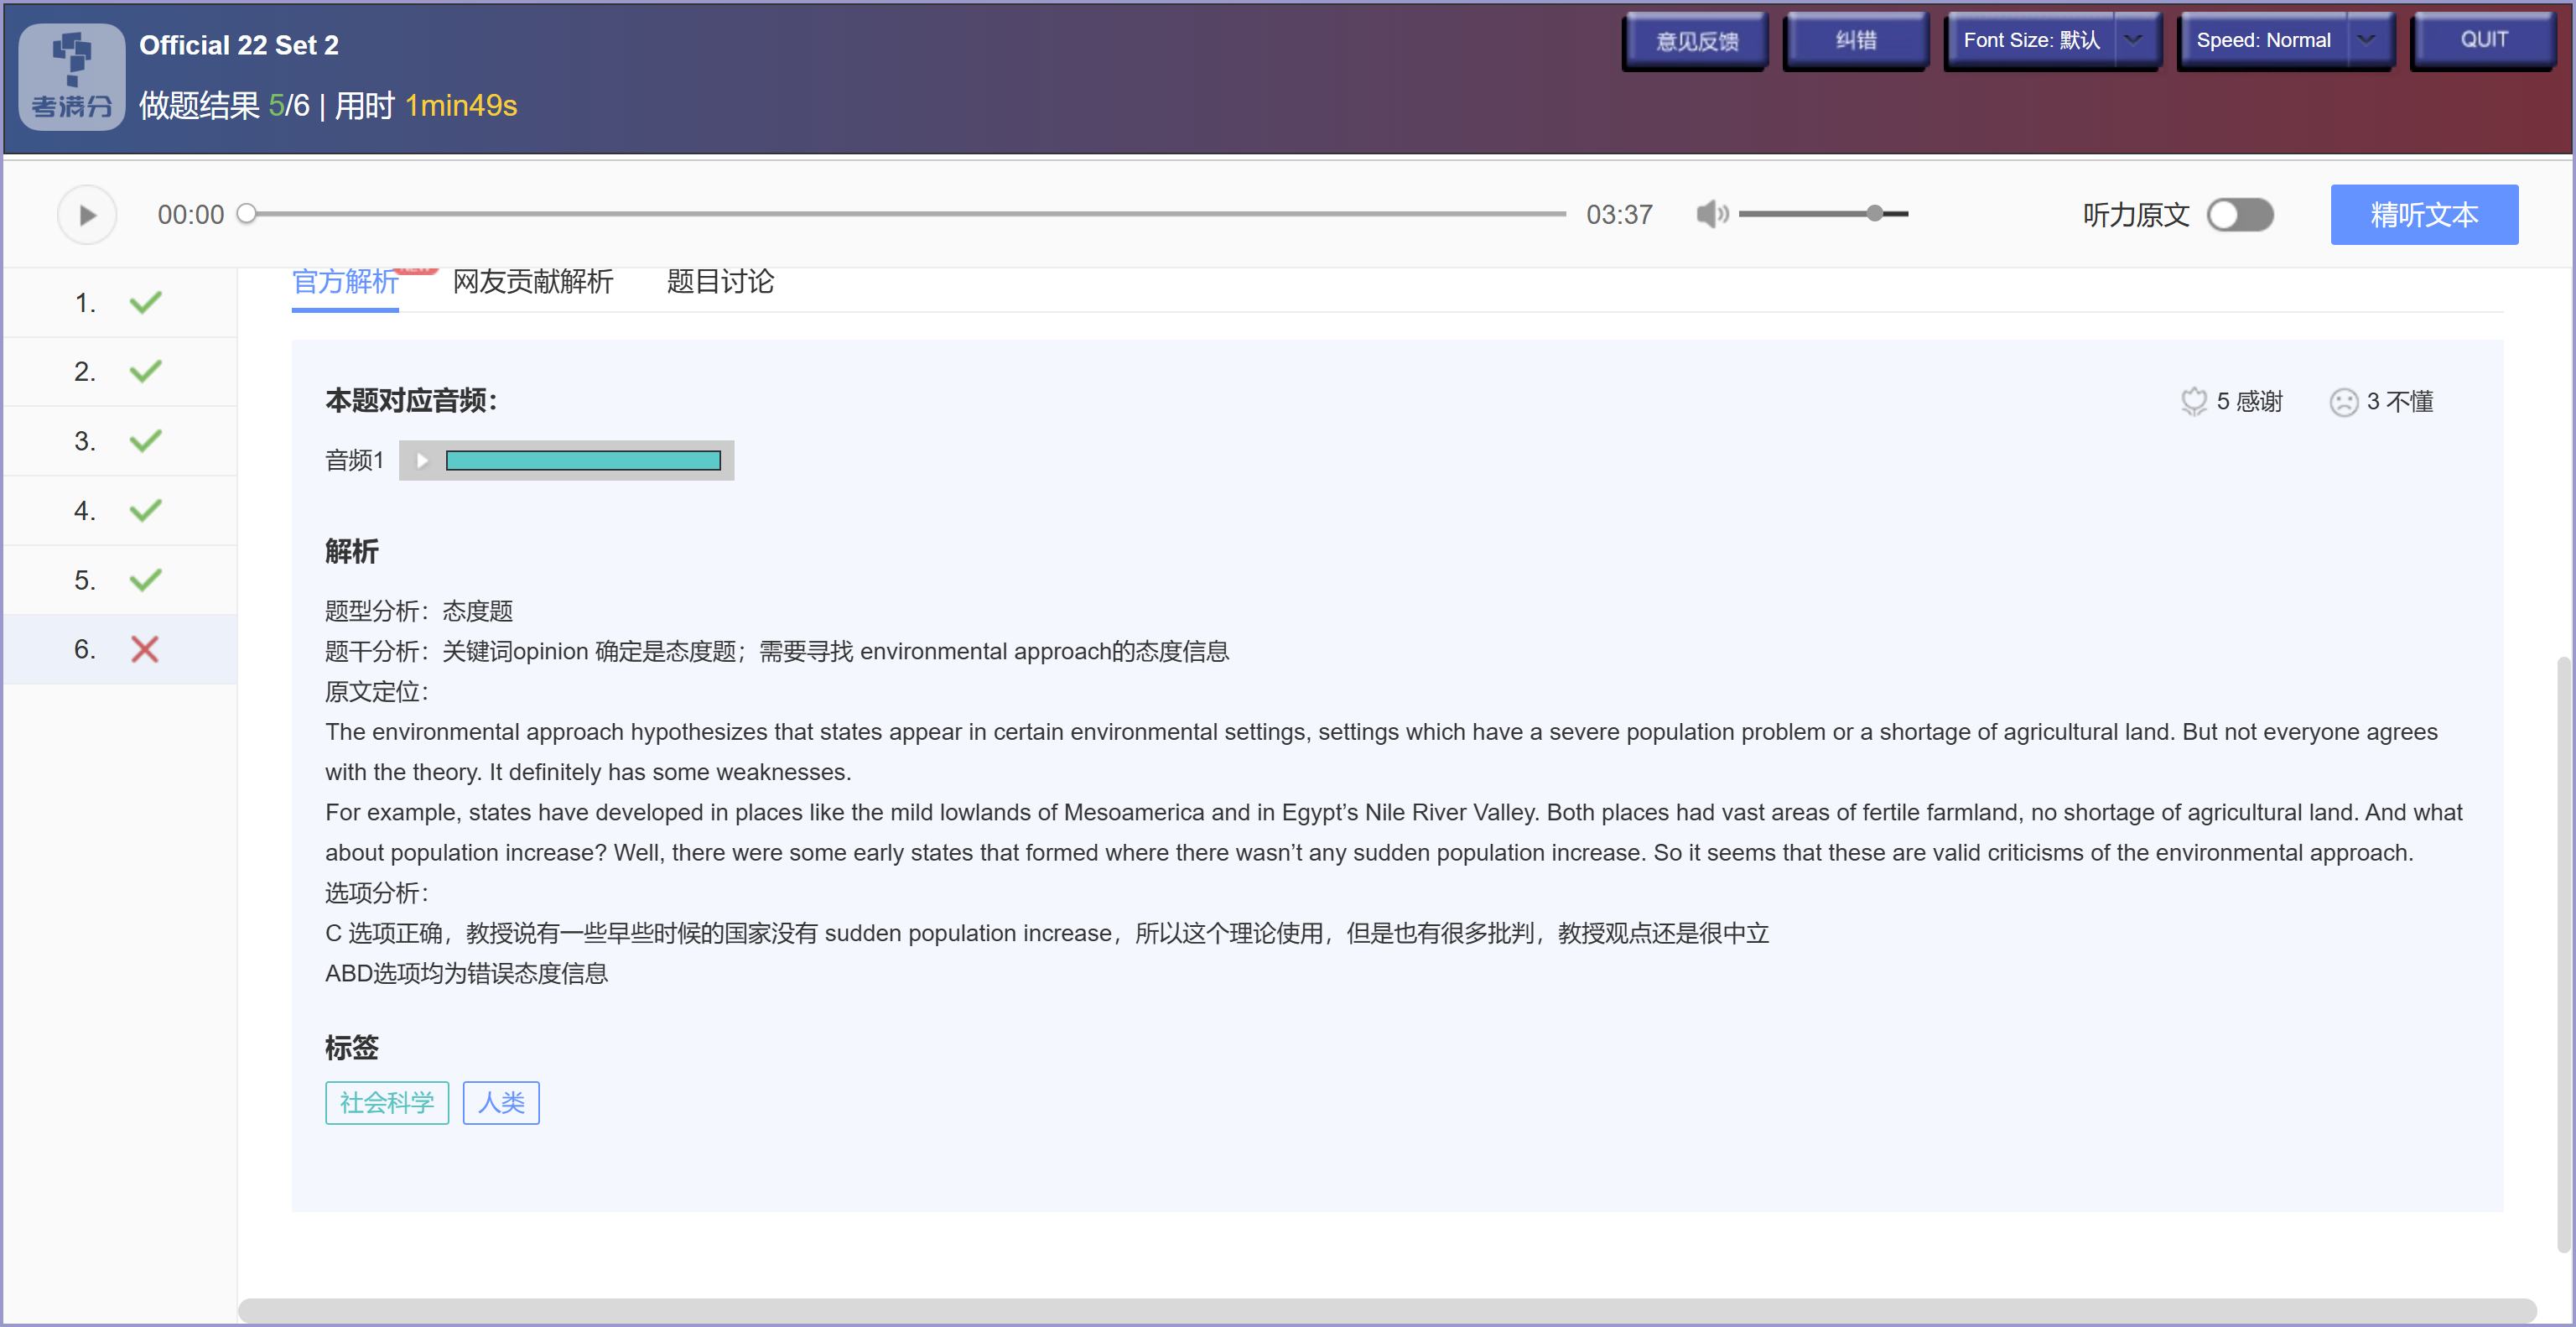 考满分
Official 22 Set 2
做题结果 5/6 | 用时 1min49s
意见反馈
纠错
Font Size: 默认
Speed: Normal
QUIT
00:00
03:37
听力原文
精听文本
官方解析
网友贡献解析
题目讨论
1.
2.
3.
4.
5.
6.
本题对应音频：
5 感谢
3 不懂
音频1
解析
题型分析：态度题
题干分析：关键词opinion 确定是态度题；需要寻找 environmental approach的态度信息
原文定位：
The environmental approach hypothesizes that states appear in certain environmental settings, settings which have a severe population problem or a shortage of agricultural land. But not everyone agrees
with the theory. It definitely has some weaknesses.
For example, states have developed in places like the mild lowlands of Mesoamerica and in Egypt’s Nile River Valley. Both places had vast areas of fertile farmland, no shortage of agricultural land. And what
about population increase? Well, there were some early states that formed where there wasn’t any sudden population increase. So it seems that these are valid criticisms of the environmental approach.
选项分析：
C 选项正确，教授说有一些早些时候的国家没有 sudden population increase，所以这个理论使用，但是也有很多批判，教授观点还是很中立
ABD选项均为错误态度信息
标签
社会科学
人类